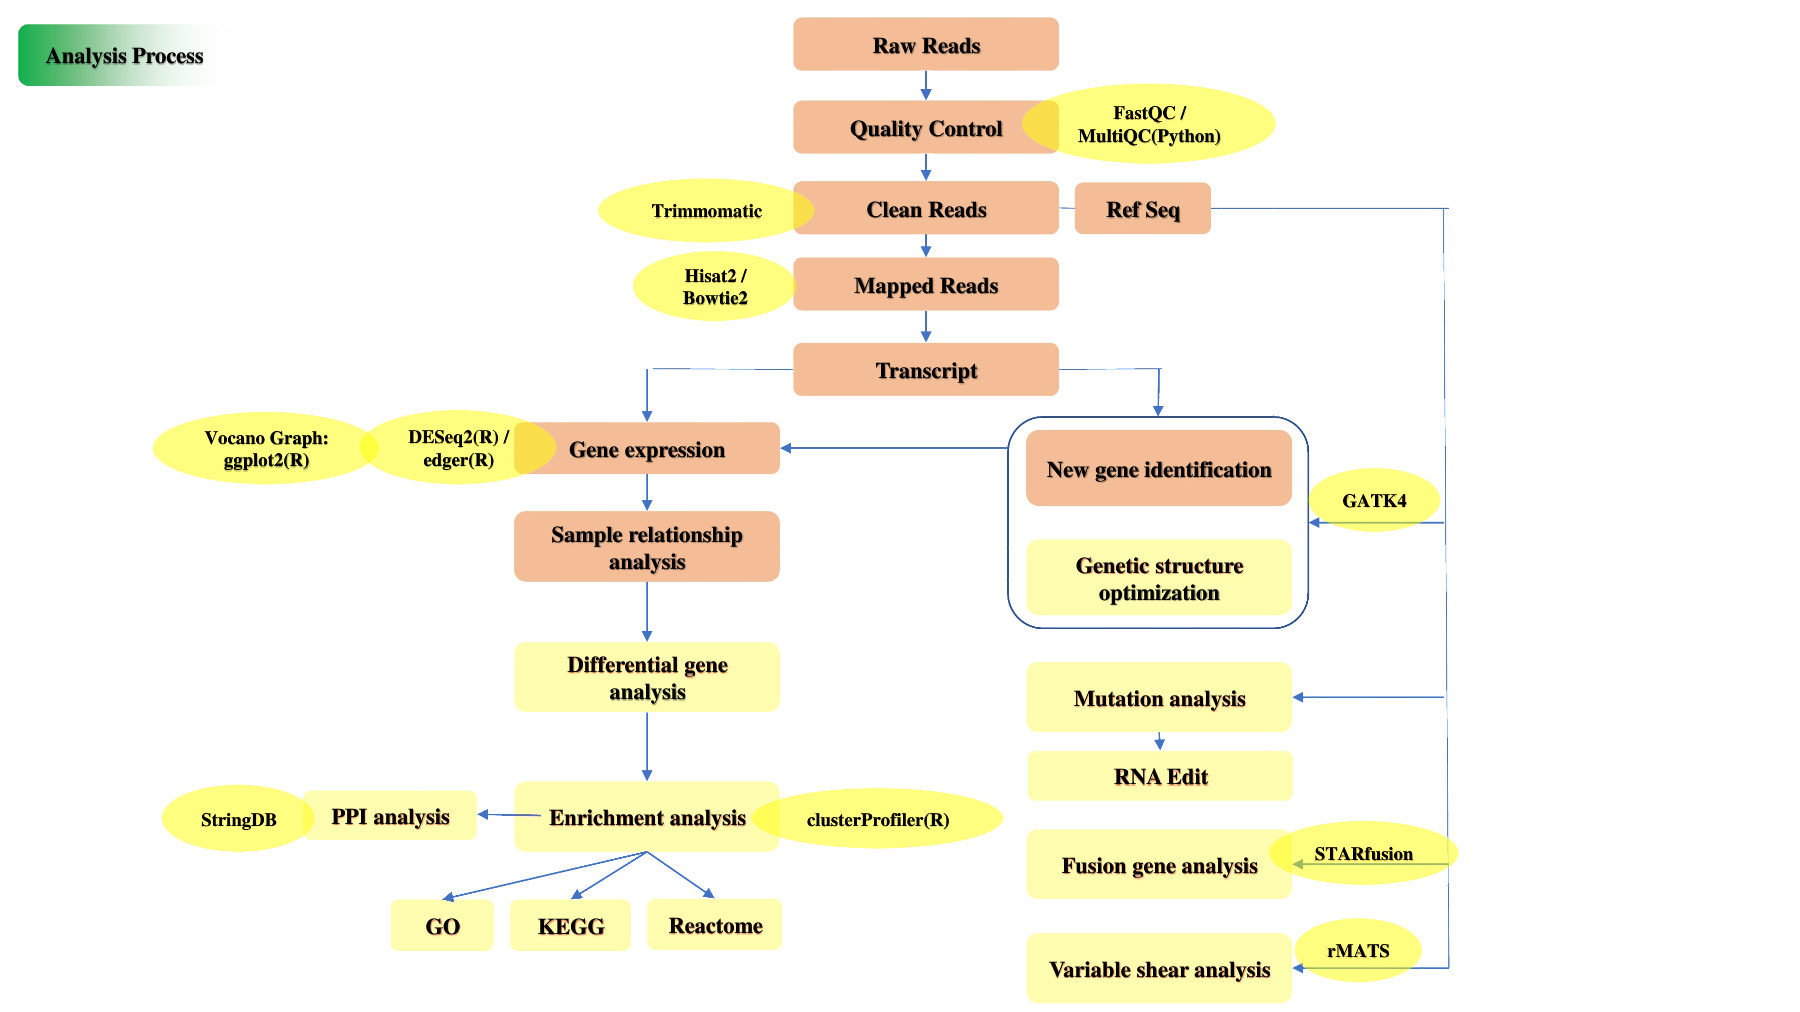 Analysis Process
Raw Reads
Quality Control
FastQC /
MultiQC(Python)
Trimmomatic
Clean Reads
Ref Seq
Hisat2 /
Bowtie2
Mapped Reads
Transcript
Vocano Graph:
ggplot2(R)
DESeq2(R) /
edger(R)
Gene expression
New gene identification
GATK4
Sample relationship
analysis
Genetic structure
optimization
Differential gene
analysis
Mutation analysis
RNA Edit
StringDB
PPI analysis
Enrichment analysis
clusterProfiler(R)
Fusion gene analysis
STARfusion
GO
KEGG
Reactome
Variable shear analysis
rMATS